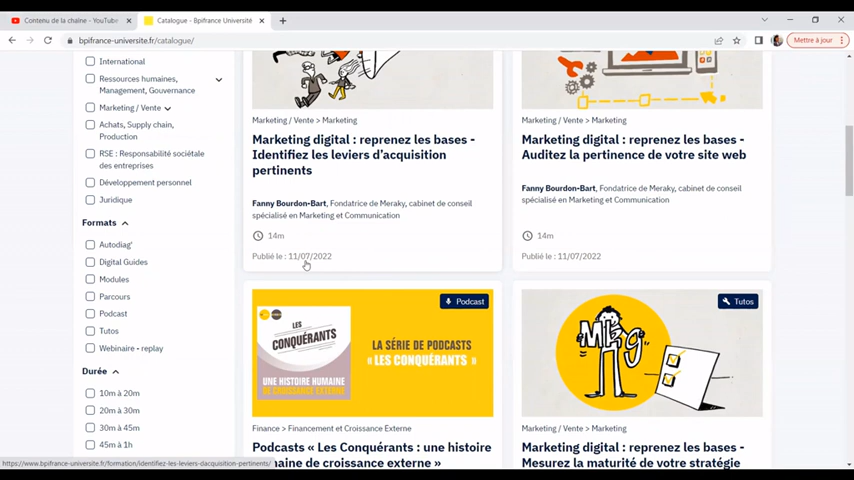 Contenu de la chaîne - YouTube
Catalogue - Bpifrance Université
bpifrance-universite.fr/catalogue/
Mettre à jour
International
Ressources humaines,
Management, Gouvernance
Marketing / Vente
Achats, Supply chain,
Production
RSE : Responsabilité sociétale
des entreprises
Développement personnel
Juridique
Formats
Autodiag'
Digital Guides
Modules
Parcours
Podcast
Tutos
Webinaire - replay
Durée
10m à 20m
20m à 30m
30m à 45m
45m à 1h
Marketing / Vente > Marketing
Marketing digital : reprenez les bases -
Identifiez les leviers d'acquisition
pertinents
Fanny Bourdon-Bart, Fondatrice de Meraky, cabinet de conseil
spécialisé en Marketing et Communication
14m
Publié le : 11/07/2022
Marketing / Vente > Marketing
Marketing digital : reprenez les bases -
Auditez la pertinence de votre site web
Fanny Bourdon-Bart, Fondatrice de Meraky, cabinet de conseil
spécialisé en Marketing et Communication
14m
Publié le : 11/07/2022
Podcast
LES
CONQUÉRANTS
UNE HISTOIRE HUMAINE
DE CROISSANCE EXTERNE
LA SÉRIE DE PODCASTS
« LES CONQUÉRANTS »
Finance > Financement et Croissance Externe
Podcasts « Les Conquérants : une histoire
humaine de croissance externe »
Tutos
MKg
Marketing / Vente > Marketing
Marketing digital : reprenez les bases -
Mesurez la maturité de votre stratégie
https://www.bpifrance-universite.fr/formation/identifiez-les-leviers-dacquisition-pertinents/